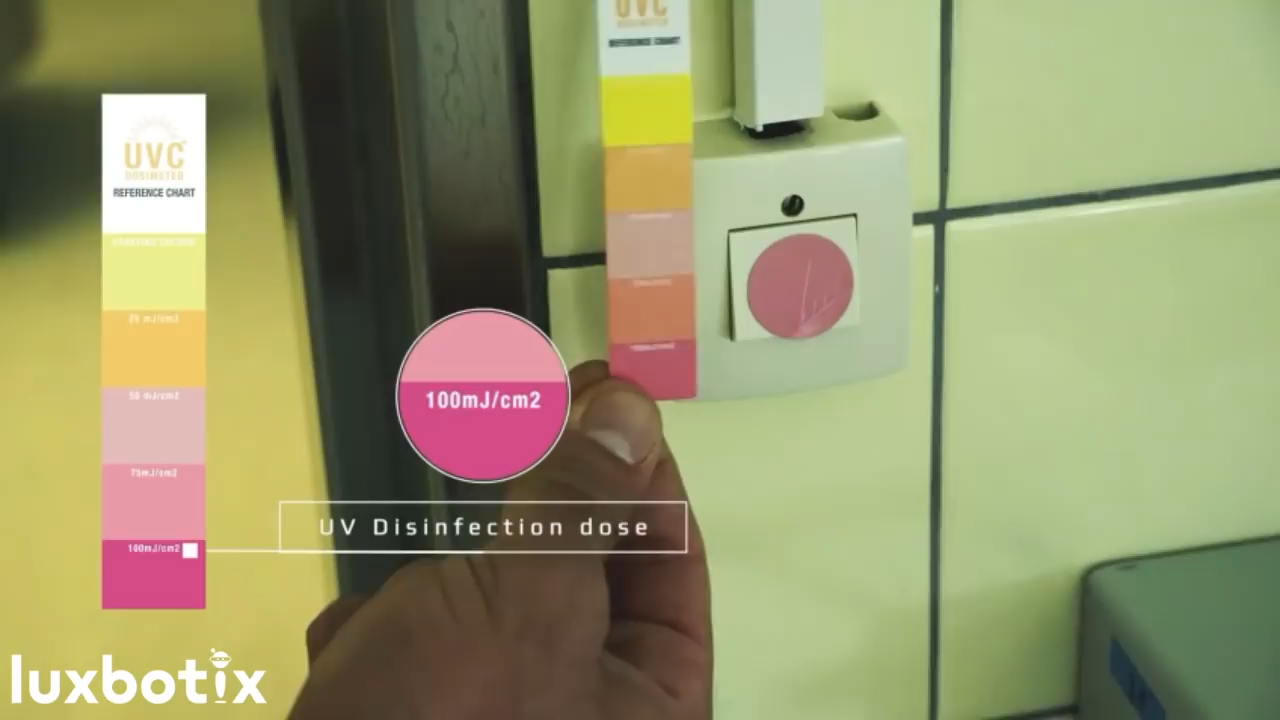 UVC
DOSIMETER
REFERENCE CHART
25 mJ/cm2
50 mJ/cm2
75mJ/cm2
100mJ/cm2
100mJ/cm2
UV Disinfection dose
UVC
DOSIMETER
REFERENCE CHART
luxbotix